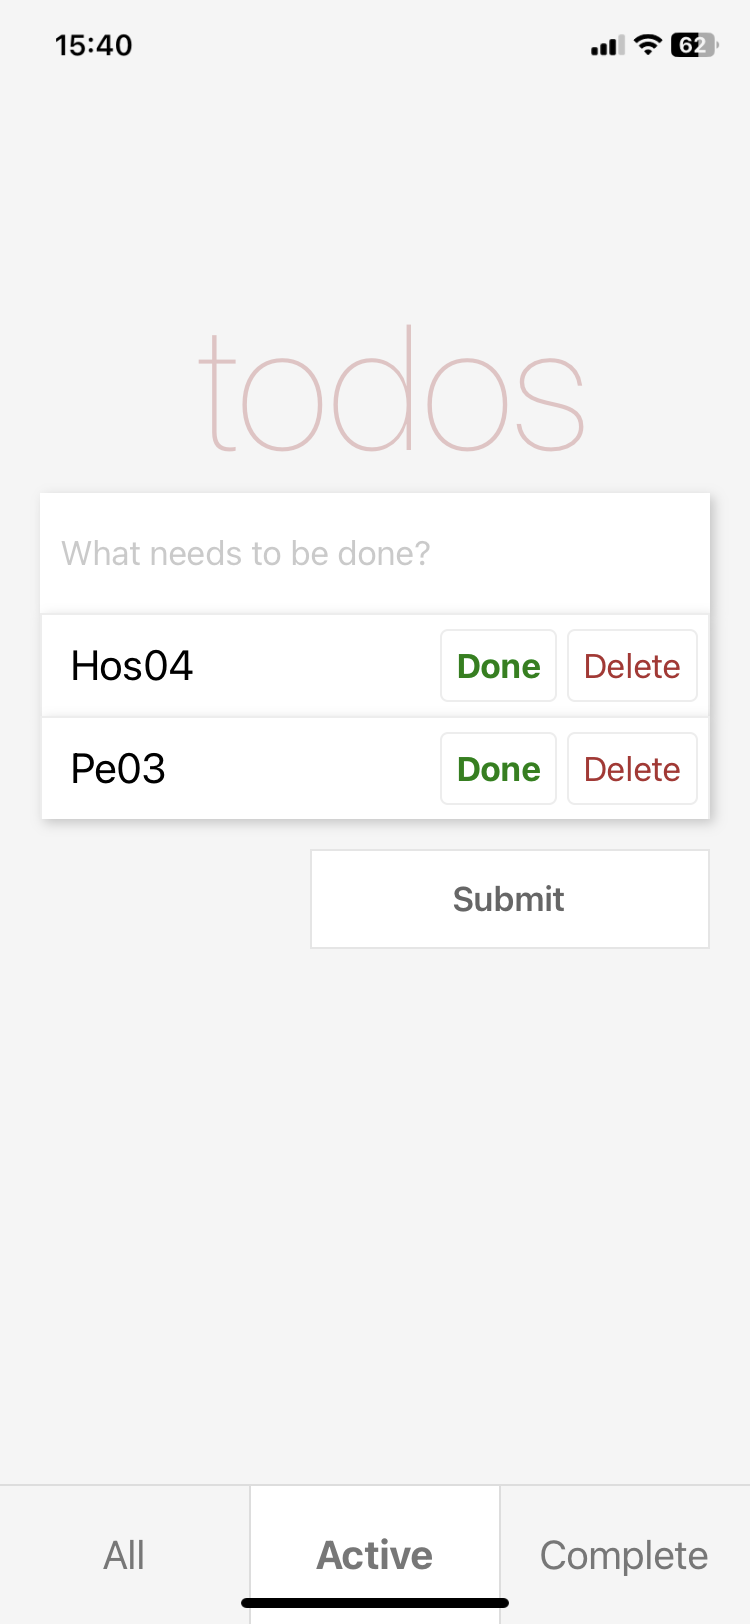 15:40 62
todos
What needs to be done?
Hos04 Done Delete
Pe03 Done Delete
Submit
All Active Complete